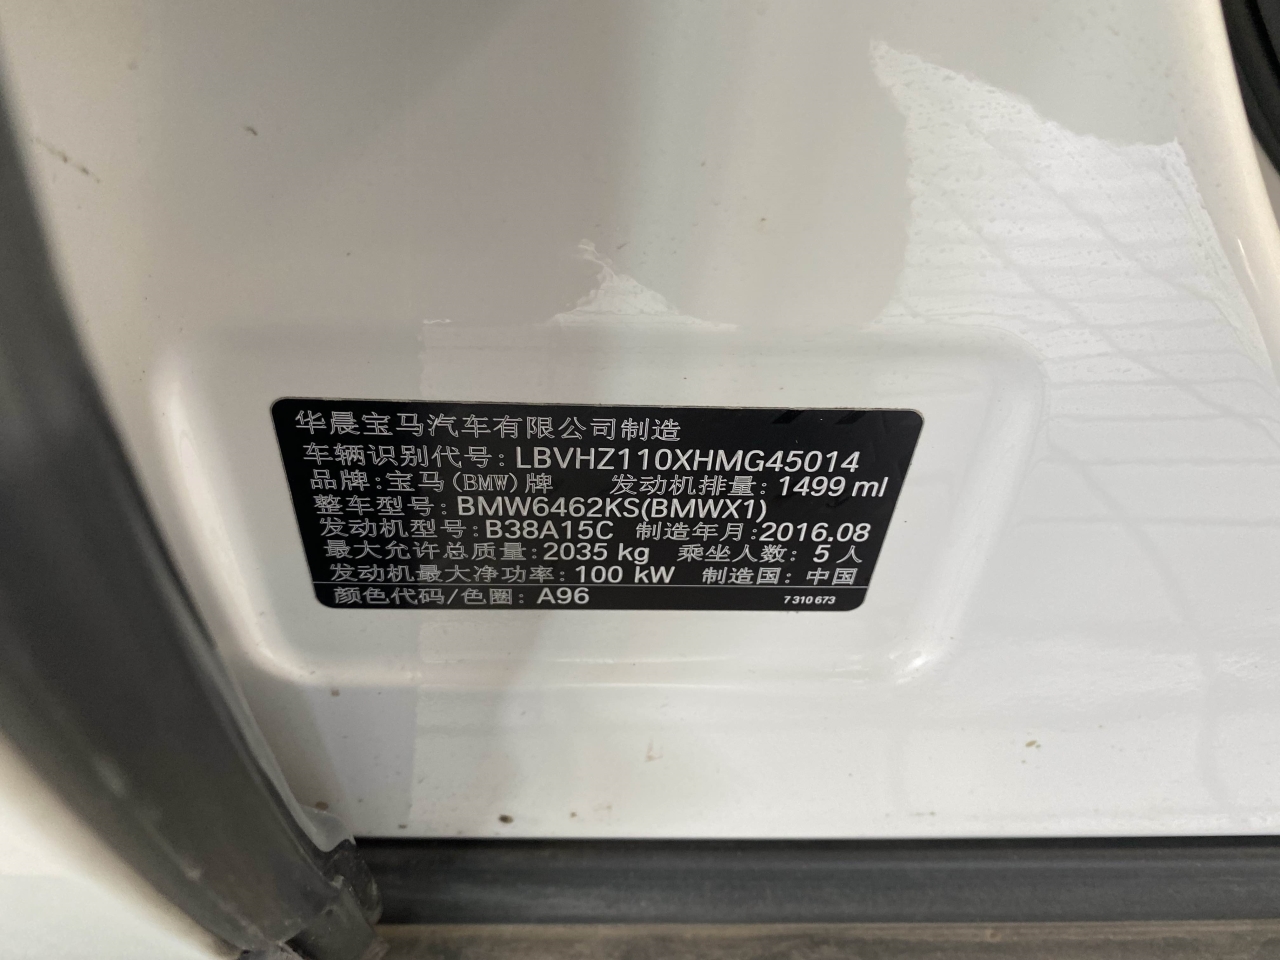 华晨宝马汽车有限公司制造
车辆识别代号: LBVHZ110XHMG45014
品牌: 宝马(BMW)牌 发动机排量: 1499 ml
整车型号: BMW6462KS(BMWX1)
发动机型号: B38A15C 制造年月: 2016.08
最大允许总质量: 2035 kg 乘坐人数: 5 人
发动机最大净功率: 100 kW 制造国: 中国
颜色代码/色圈: A96 7 310 673